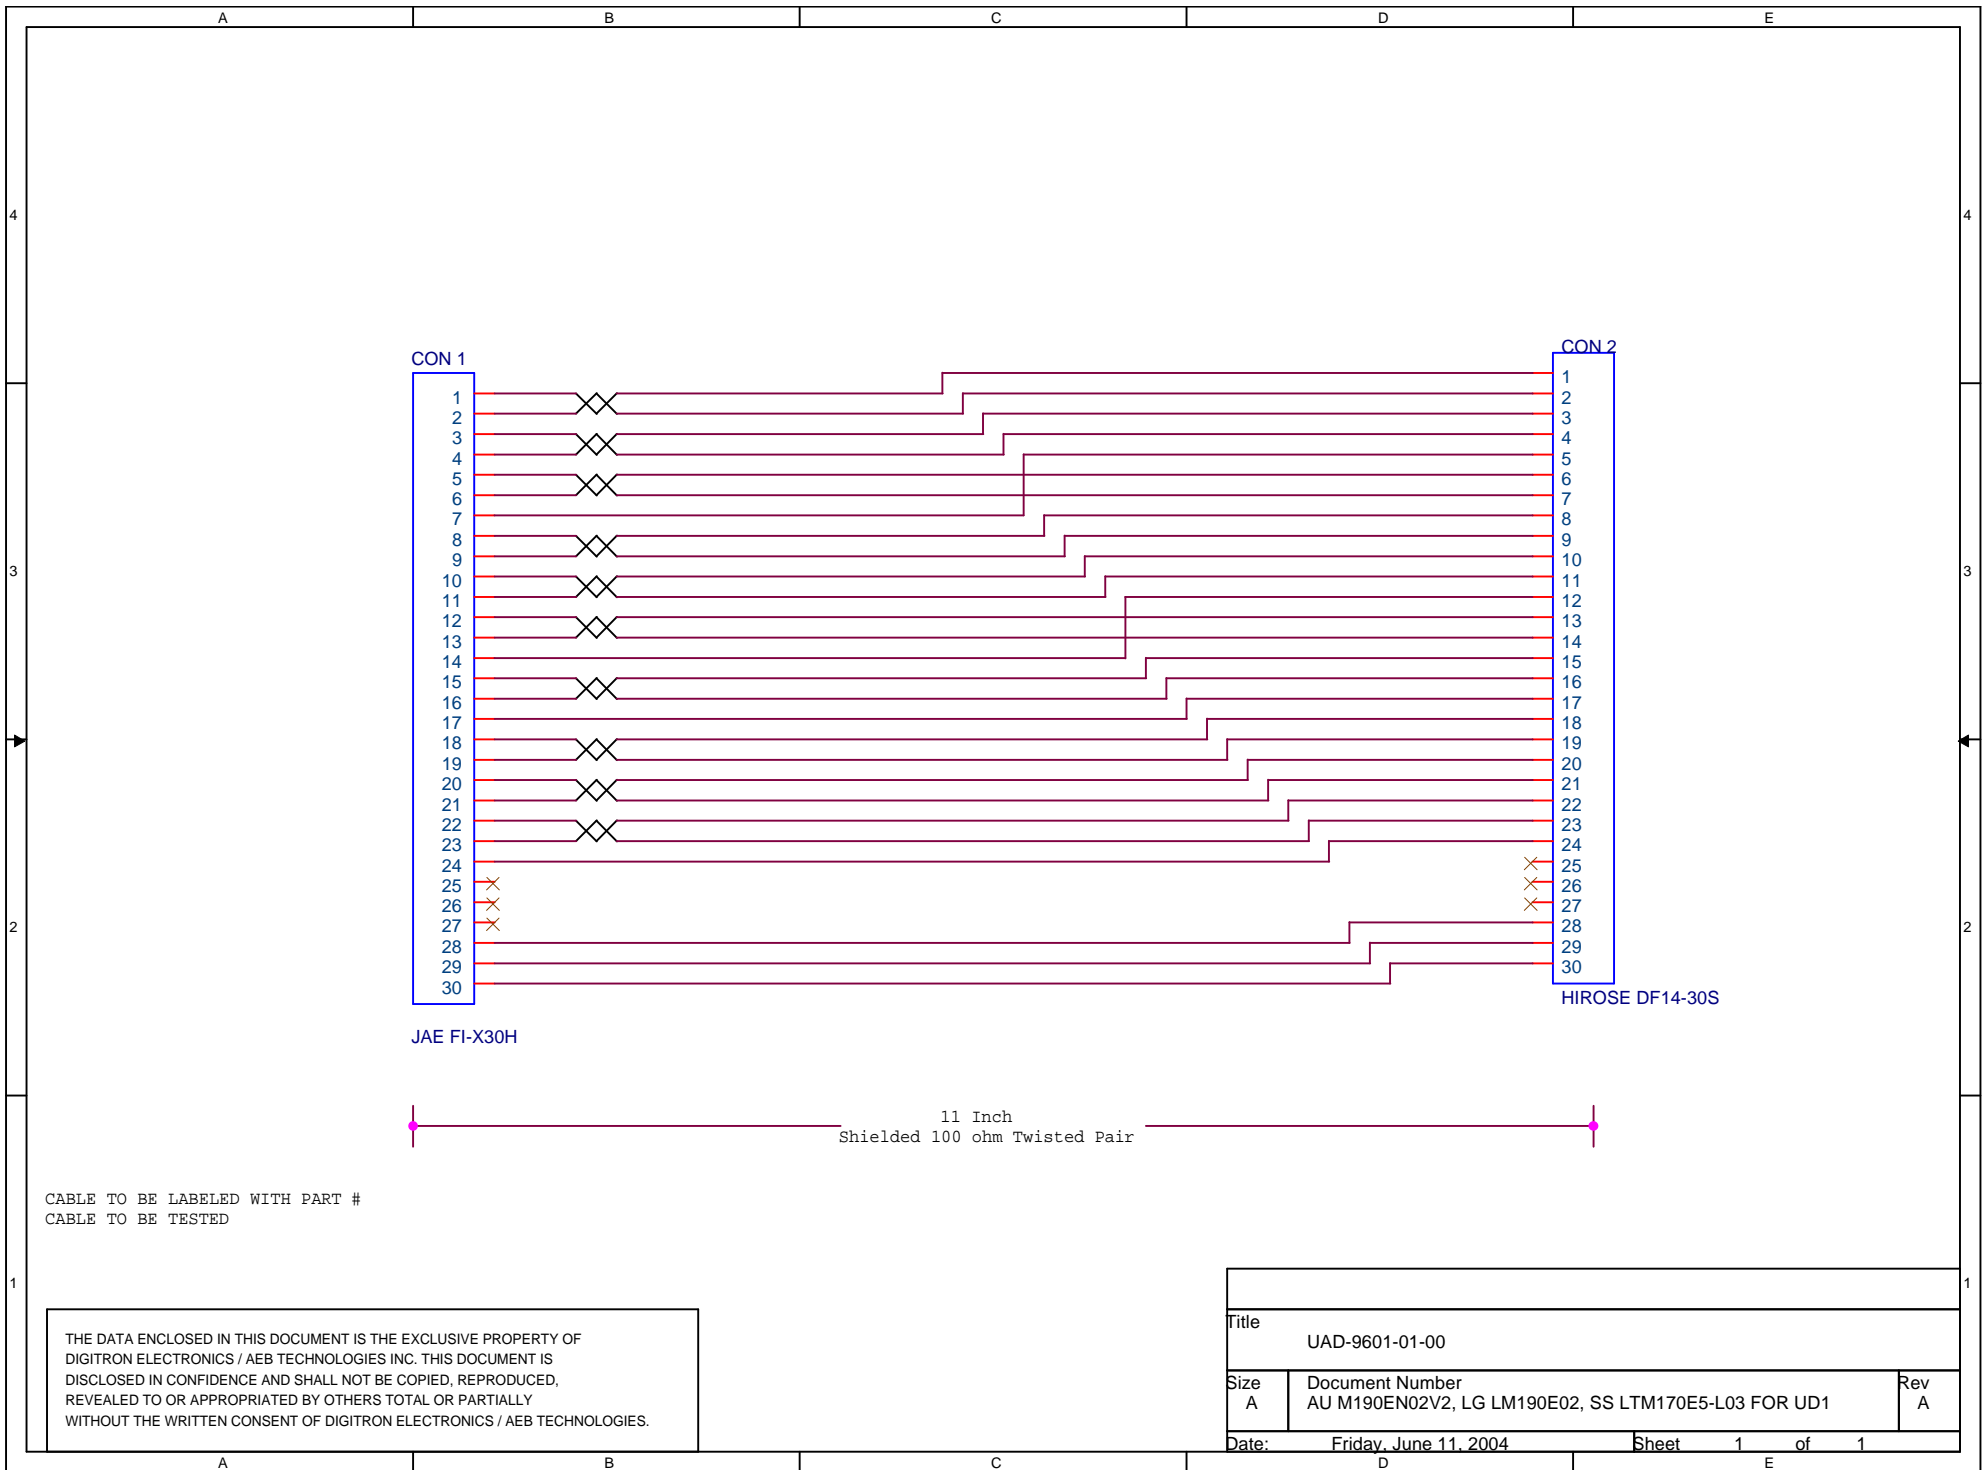 A B C D E
4 4
CON 1 CON 2
1 1
2 2
3 3
4 4
5 5
6 6
7 7
8 8
9 9
10 10
11 11
12 12
13 13
14 14
15 15
16 16
17 17
18 18
19 19
20 20
21 21
22 22
23 23
24 24
25 25
26 26
27 27
28 28
29 29
30 30
3 3
2 2
HIROSE DF14-30S
JAE FI-X30H
11 Inch
Shielded 100 ohm Twisted Pair
CABLE TO BE LABELED WITH PART #
CABLE TO BE TESTED
1 1
THE DATA ENCLOSED IN THIS DOCUMENT IS THE EXCLUSIVE PROPERTY OF
DIGITRON ELECTRONICS / AEB TECHNOLOGIES INC. THIS DOCUMENT IS
DISCLOSED IN CONFIDENCE AND SHALL NOT BE COPIED, REPRODUCED,
REVEALED TO OR APPROPRIATED BY OTHERS TOTAL OR PARTIALLY
WITHOUT THE WRITTEN CONSENT OF DIGITRON ELECTRONICS / AEB TECHNOLOGIES.
Title
UAD-9601-01-00
Size Document Number Rev
A AU M190EN02V2, LG LM190E02, SS LTM170E5-L03 FOR UD1 A
Date: Friday, June 11, 2004 Sheet 1 of 1
A B C D E